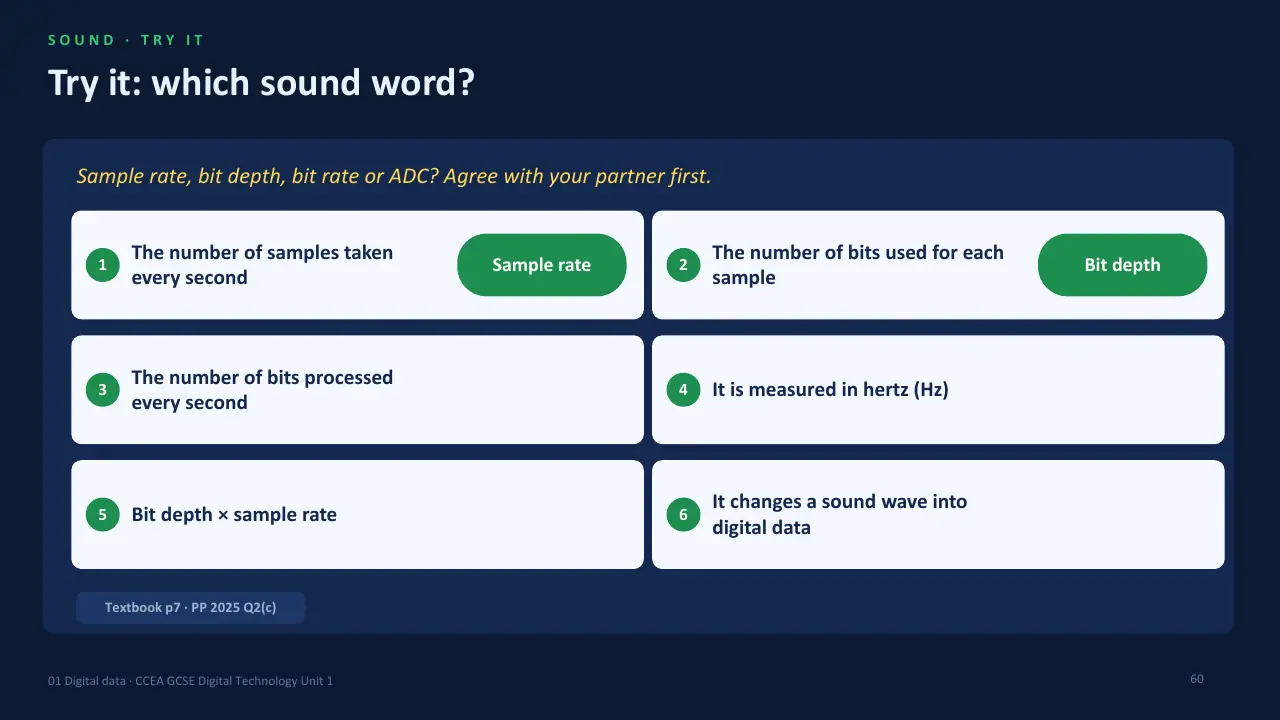 SOUND · TRY IT
Try it: which sound word?
Sample rate, bit depth, bit rate or ADC? Agree with your partner first.
1
The number of samples taken
every second
Sample rate
2
The number of bits used for each
sample
Bit depth
3
The number of bits processed
every second
4
It is measured in hertz (Hz)
5
Bit depth × sample rate
6
It changes a sound wave into
digital data
Textbook p7 · PP 2025 Q2(c)
01 Digital data · CCEA GCSE Digital Technology Unit 1
60